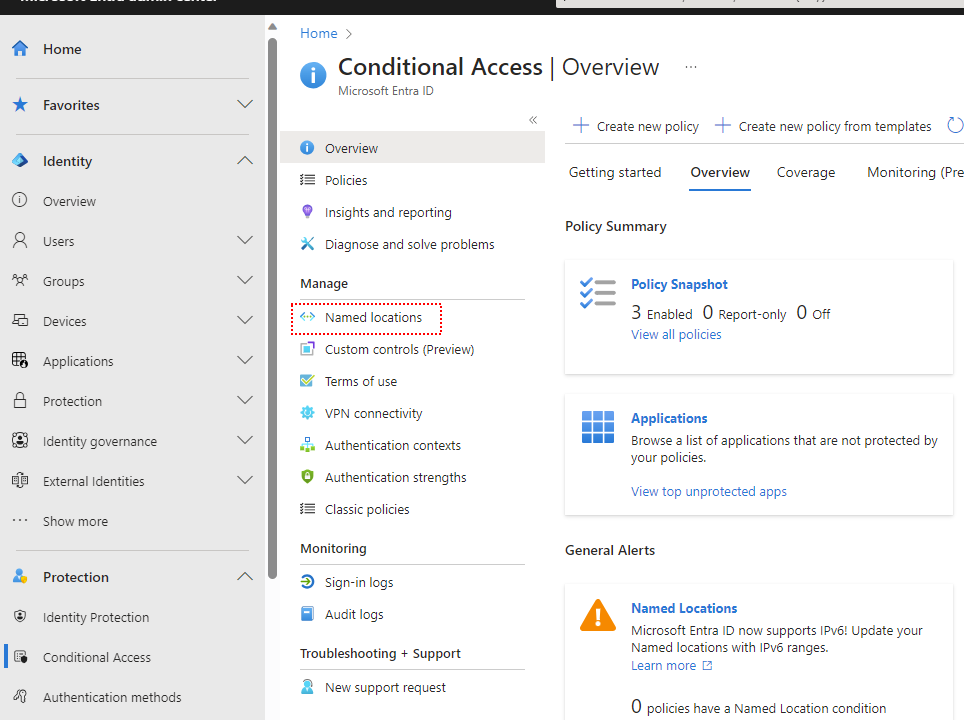 Home
Favorites
Identity
Overview
Users
Groups
Devices
Applications
Protection
Identity governance
External Identities
Show more
Protection
Identity Protection
Conditional Access
Authentication methods
Home
Conditional Access | Overview
Microsoft Entra ID
Overview
Policies
Insights and reporting
Diagnose and solve problems
Manage
Named locations
Custom controls (Preview)
Terms of use
VPN connectivity
Authentication contexts
Authentication strengths
Classic policies
Monitoring
Sign-in logs
Audit logs
Troubleshooting + Support
New support request
Create new policy Create new policy from templates
Getting started Overview Coverage Monitoring (Pre
Policy Summary
Policy Snapshot
3 Enabled 0 Report-only 0 Off
View all policies
Applications
Browse a list of applications that are not protected by
your policies.
View top unprotected apps
General Alerts
Named Locations
Microsoft Entra ID now supports IPv6! Update your
Named locations with IPv6 ranges.
Learn more
0 policies have a Named Location condition